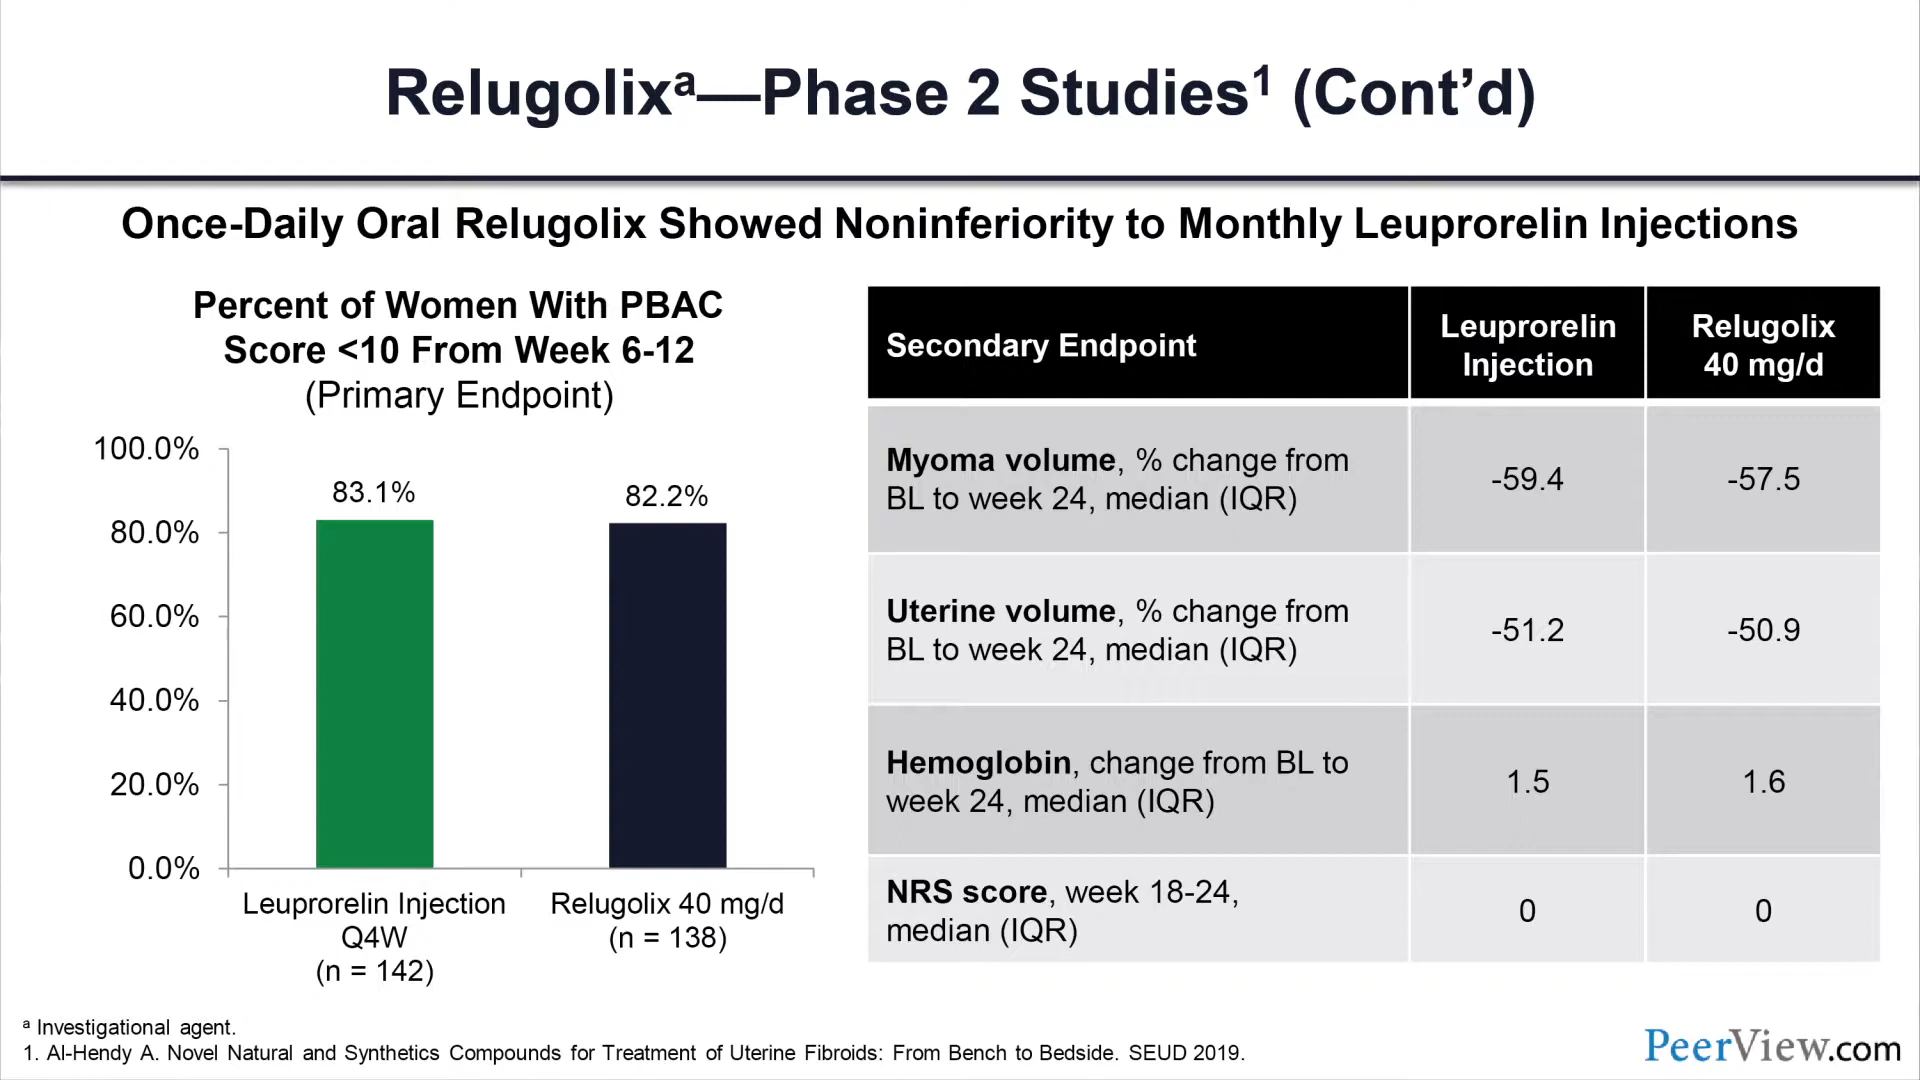 Relugolixª—Phase 2 Studies¹ (Cont’d)
Once-Daily Oral Relugolix Showed Noninferiority to Monthly Leuprorelin Injections
Percent of Women With PBAC
Score <10 From Week 6-12
(Primary Endpoint)
100.0%
80.0%
60.0%
40.0%
20.0%
0.0%
83.1%
82.2%
Leuprorelin Injection
Q4W
(n = 142)
Relugolix 40 mg/d
(n = 138)
Secondary Endpoint
Leuprorelin
Injection
Relugolix
40 mg/d
Myoma volume, % change from
BL to week 24, median (IQR)
-59.4
-57.5
Uterine volume, % change from
BL to week 24, median (IQR)
-51.2
-50.9
Hemoglobin, change from BL to
week 24, median (IQR)
1.5
1.6
NRS score, week 18-24,
median (IQR)
0
0
ª Investigational agent.
1. Al-Hendy A. Novel Natural and Synthetics Compounds for Treatment of Uterine Fibroids: From Bench to Bedside. SEUD 2019.
PeerView.com